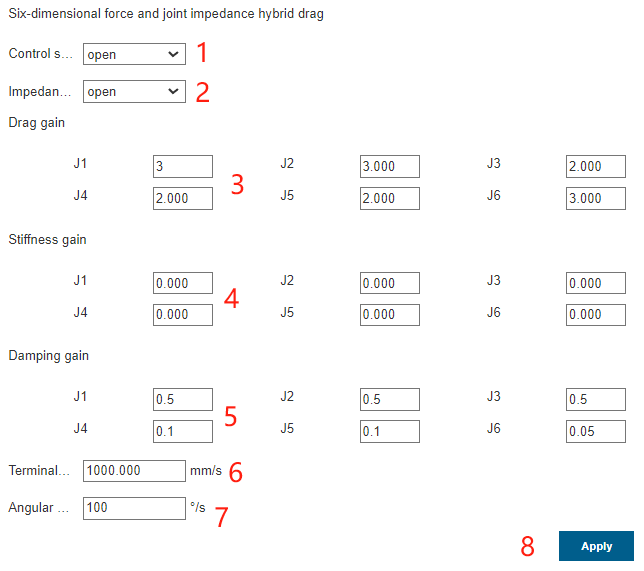 Six-dimensional force and joint impedance hybrid drag
Control s... open 1
Impedan... open 2
Drag gain
J1 3 J2 3.000 J3 2.000
3
J4 2.000 J5 2.000 J6 3.000
Stiffness gain
J1 0.000 J2 0.000 J3 0.000
4
J4 0.000 J5 0.000 J6 0.000
Damping gain
J1 0.5 J2 0.5 J3 0.5
5
J4 0.1 J5 0.1 J6 0.05
Terminal... 1000.000 mm/s 6
Angular ... 100 °/s 7
8 Apply